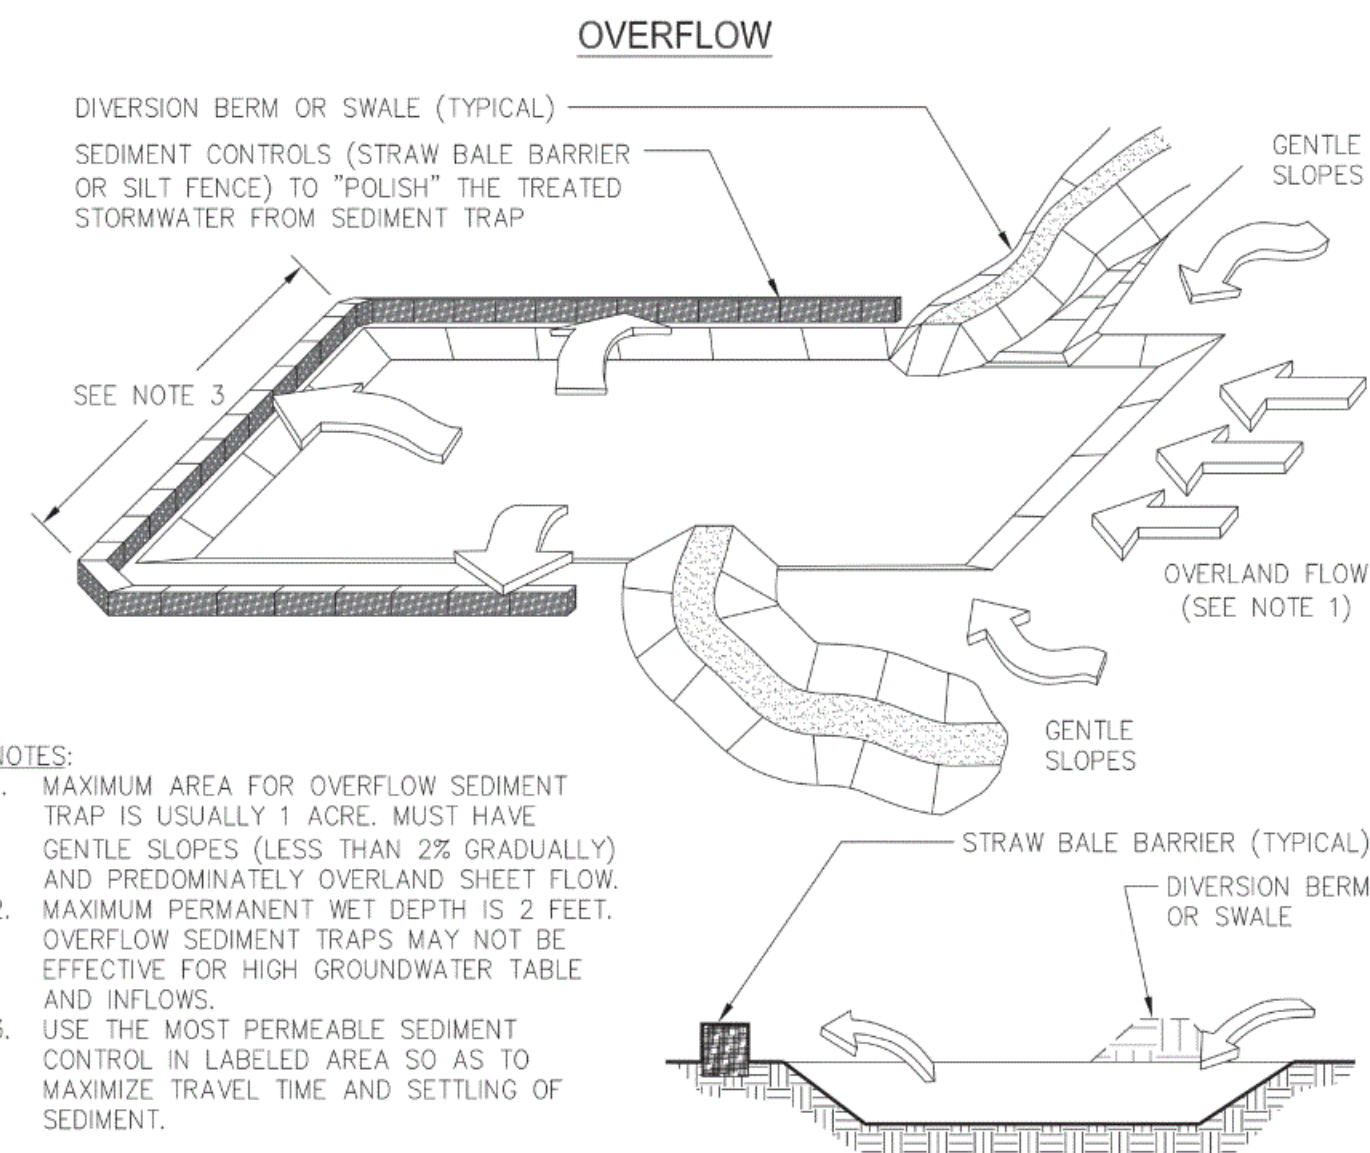 OVERFLOW
DIVERSION BERM OR SWALE (TYPICAL)
SEDIMENT CONTROLS (STRAW BALE BARRIER
OR SILT FENCE) TO "POLISH" THE TREATED
STORMWATER FROM SEDIMENT TRAP
GENTLE
SLOPES
SEE NOTE 3
OVERLAND FLOW
(SEE NOTE 1)
GENTLE
SLOPES
NOTES:
. MAXIMUM AREA FOR OVERFLOW SEDIMENT
TRAP IS USUALLY 1 ACRE. MUST HAVE
GENTLE SLOPES (LESS THAN 2% GRADUALLY)
AND PREDOMINATELY OVERLAND SHEET FLOW.
2. MAXIMUM PERMANENT WET DEPTH IS 2 FEET.
OVERFLOW SEDIMENT TRAPS MAY NOT BE
EFFECTIVE FOR HIGH GROUNDWATER TABLE
AND INFLOWS.
3. USE THE MOST PERMEABLE SEDIMENT
CONTROL IN LABELED AREA SO AS TO
MAXIMIZE TRAVEL TIME AND SETTLING OF
SEDIMENT.
STRAW BALE BARRIER (TYPICAL)
DIVERSION BERM
OR SWALE